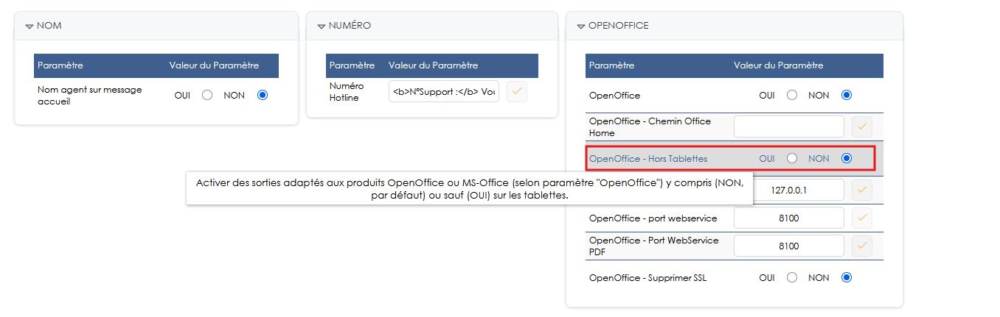 NOM
Paramètre Valeur du Paramètre
Nom agent sur message
accueil
OUI NON
NUMÉRO
Paramètre Valeur du Paramètre
Numéro
Hotline
<b>N°Support :</b> Vou
OPENOFFICE
Paramètre Valeur du Paramètre
OpenOffice OUI NON
OpenOffice - Chemin Office
Home
OpenOffice - Hors Tablettes OUI NON
Activer des sorties adaptés aux produits OpenOffice ou MS-Office (selon paramètre "OpenOffice") y compris (NON,
par défaut) ou sauf (OUI) sur les tablettes.
127.0.0.1
OpenOffice - port webservice 8100
OpenOffice - Port WebService
PDF
8100
OpenOffice - Supprimer SSL OUI NON